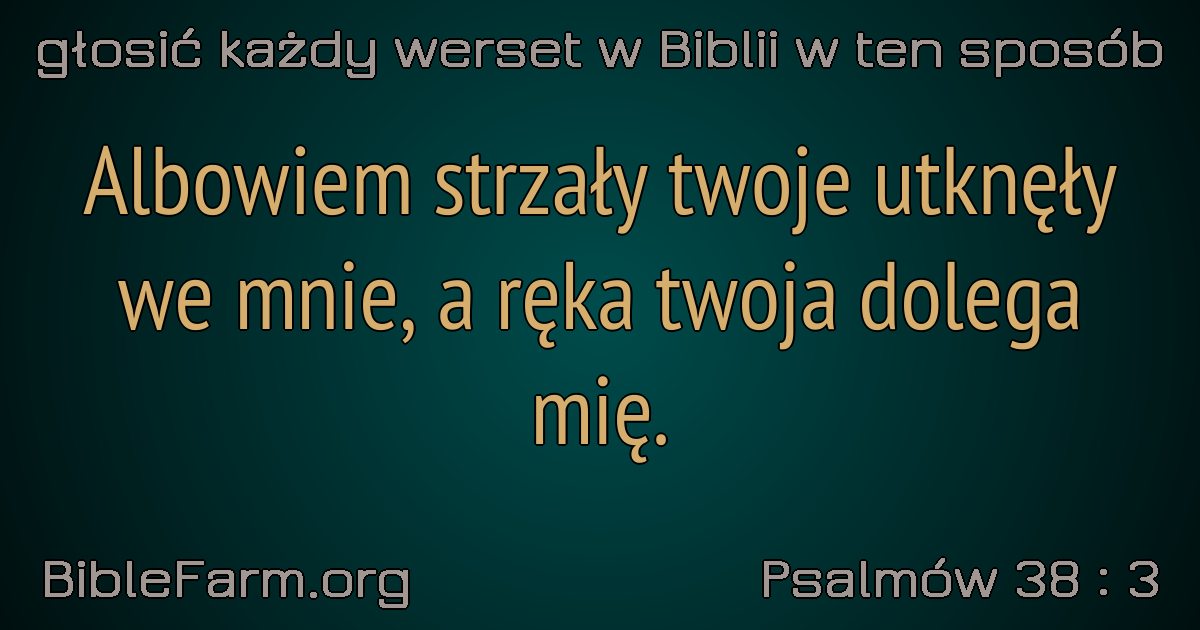 głosić każdy werset w Biblii w ten sposób
Albowiem strzały twoje utknęły
we mnie, a ręka twoja dolega
mię.
BibleFarm.org
Psalmów 38 : 3